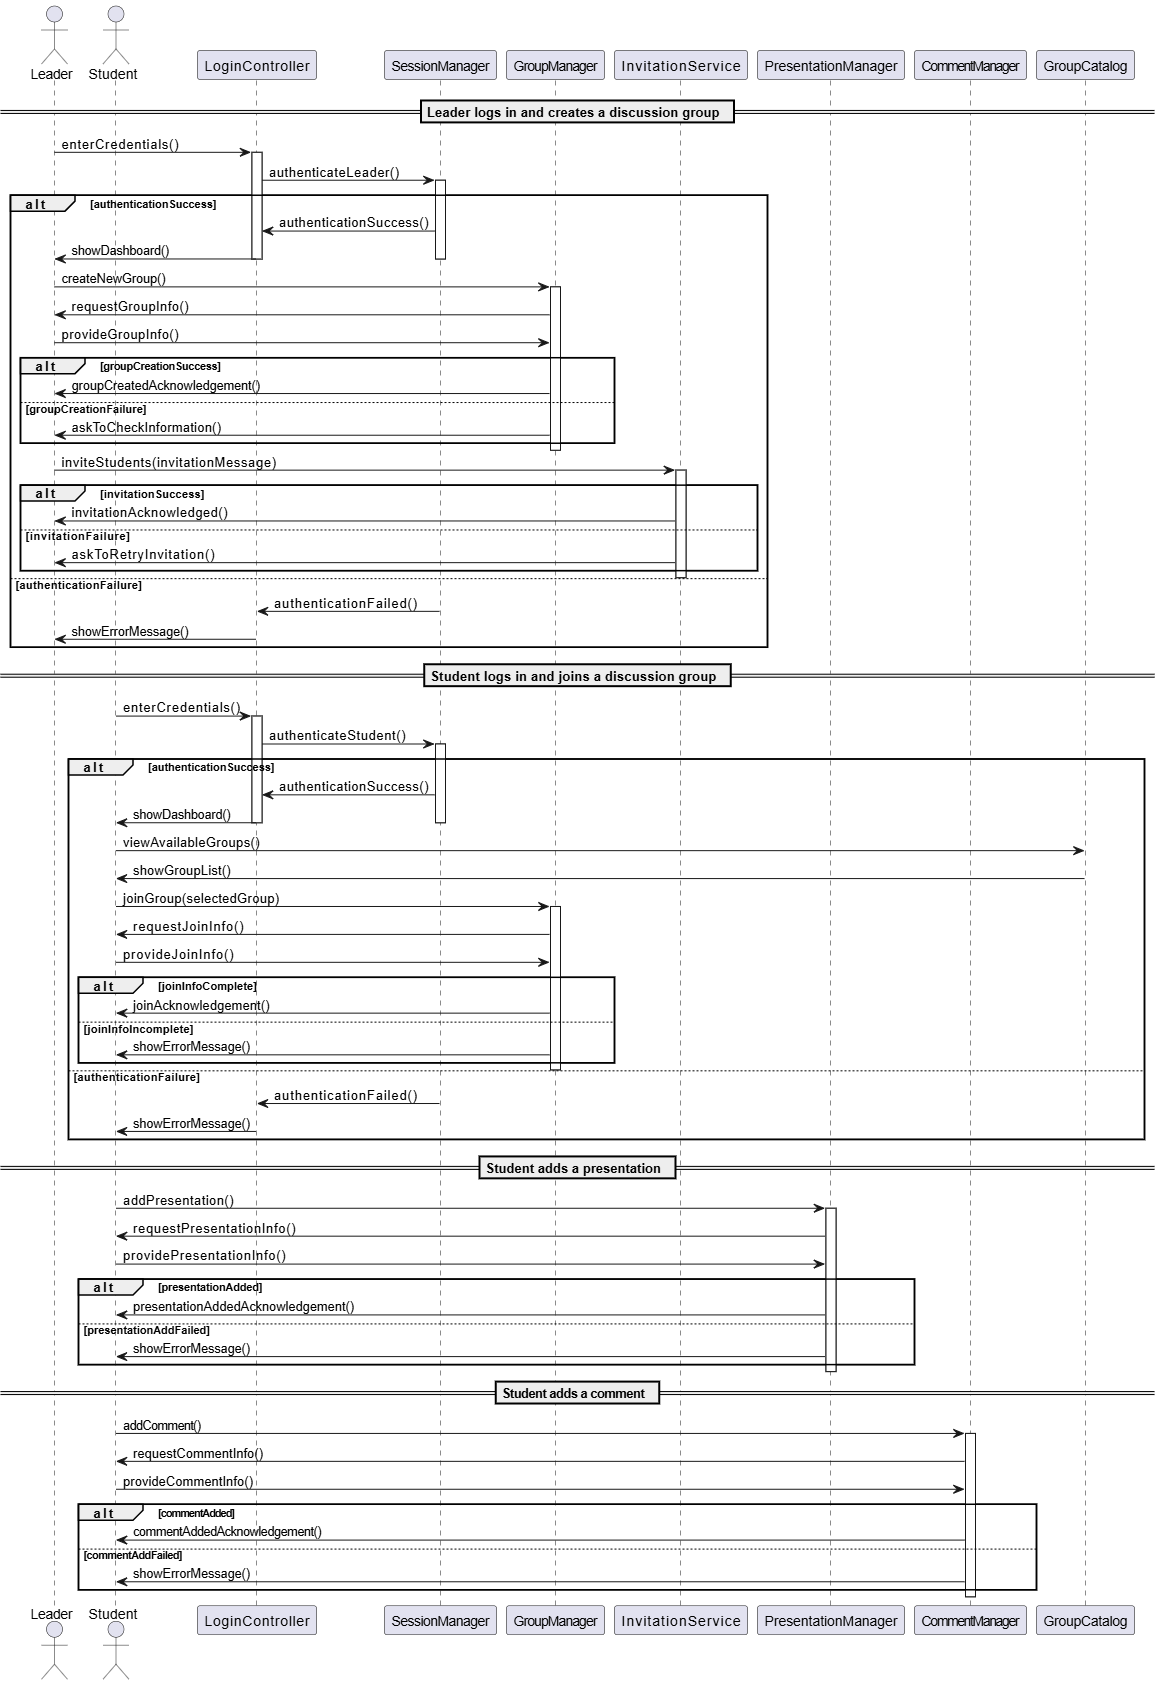 Leader Student LoginController SessionManager GroupManager InvitationService PresentationManager CommentManager GroupCatalog
Leader logs in and creates a discussion group
enterCredentials()
authenticateLeader()
alt [authenticationSuccess]
authenticationSuccess()
showDashboard()
createNewGroup()
requestGroupInfo()
provideGroupInfo()
alt [groupCreationSuccess]
groupCreatedAcknowledgement()
[groupCreationFailure]
askToCheckInformation()
inviteStudents(invitationMessage)
alt [invitationSuccess]
invitationAcknowledged()
[invitationFailure]
askToRetryInvitation()
[authenticationFailure]
authenticationFailed()
showErrorMessage()
Student logs in and joins a discussion group
enterCredentials()
authenticateStudent()
alt [authenticationSuccess]
authenticationSuccess()
showDashboard()
viewAvailableGroups()
showGroupList()
joinGroup(selectedGroup)
requestJoinInfo()
provideJoinInfo()
alt [joinInfoComplete]
joinAcknowledgement()
[joinInfoIncomplete]
showErrorMessage()
[authenticationFailure]
authenticationFailed()
showErrorMessage()
Student adds a presentation
addPresentation()
requestPresentationInfo()
providePresentationInfo()
alt [presentationAdded]
presentationAddedAcknowledgement()
[presentationAddFailed]
showErrorMessage()
Student adds a comment
addComment()
requestCommentInfo()
provideCommentInfo()
alt [commentAdded]
commentAddedAcknowledgement()
[commentAddFailed]
showErrorMessage()
Leader Student LoginController SessionManager GroupManager InvitationService PresentationManager CommentManager GroupCatalog